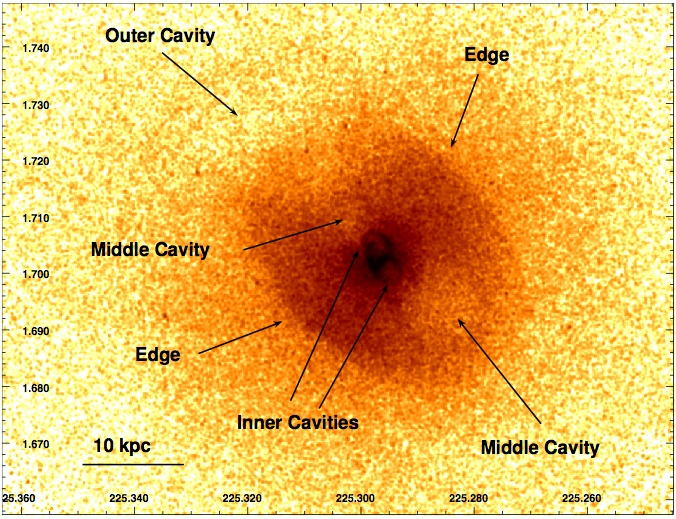 Outer Cavity
Edge
1.740
1.730
1.720
1.710
Middle Cavity
1.700
1.690
Edge
1.680
Inner Cavities
10 kpc
Middle Cavity
1.670
25.360 225.340 225.320 225.300 225.280 225.260